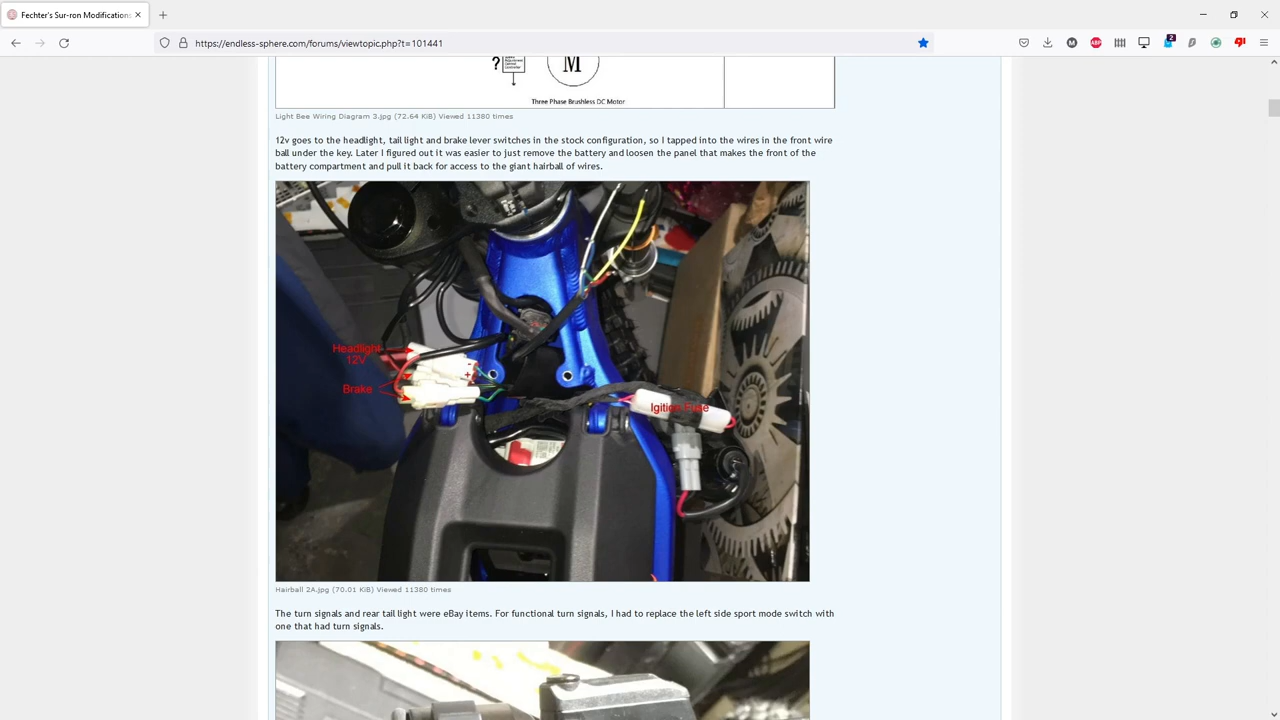 Fechter's Sur-ron Modifications
https://endless-sphere.com/forums/viewtopic.php?t=101441
ABP
2
?
M
Three Phase Brushless DC Motor
Light Bee Wiring Diagram 3.jpg (72.64 KiB) Viewed 11380 times
12v goes to the headlight, tail light and brake lever switches in the stock configuration, so I tapped into the wires in the front wire
ball under the key. Later I figured out it was easier to just remove the battery and loosen the panel that makes the front of the
battery compartment and pull it back for access to the giant hairball of wires.
Headlight
12V
Brake
Igition Fuse
Hairball 2A.jpg (70.01 KiB) Viewed 11380 times
The turn signals and rear tail light were eBay items. For functional turn signals, I had to replace the left side sport mode switch with
one that had turn signals.